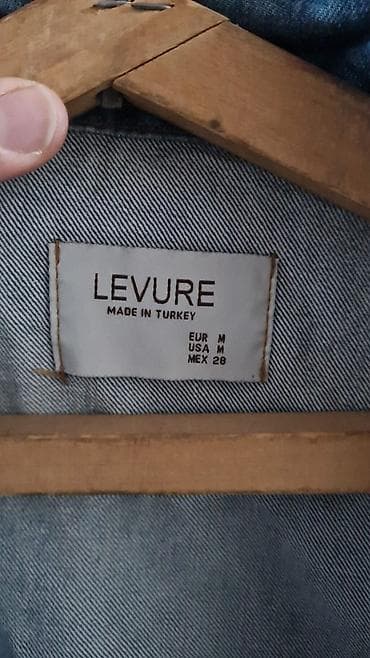 LEVURE
MADE IN TURKEY
EUR M
USA M
MEX 28